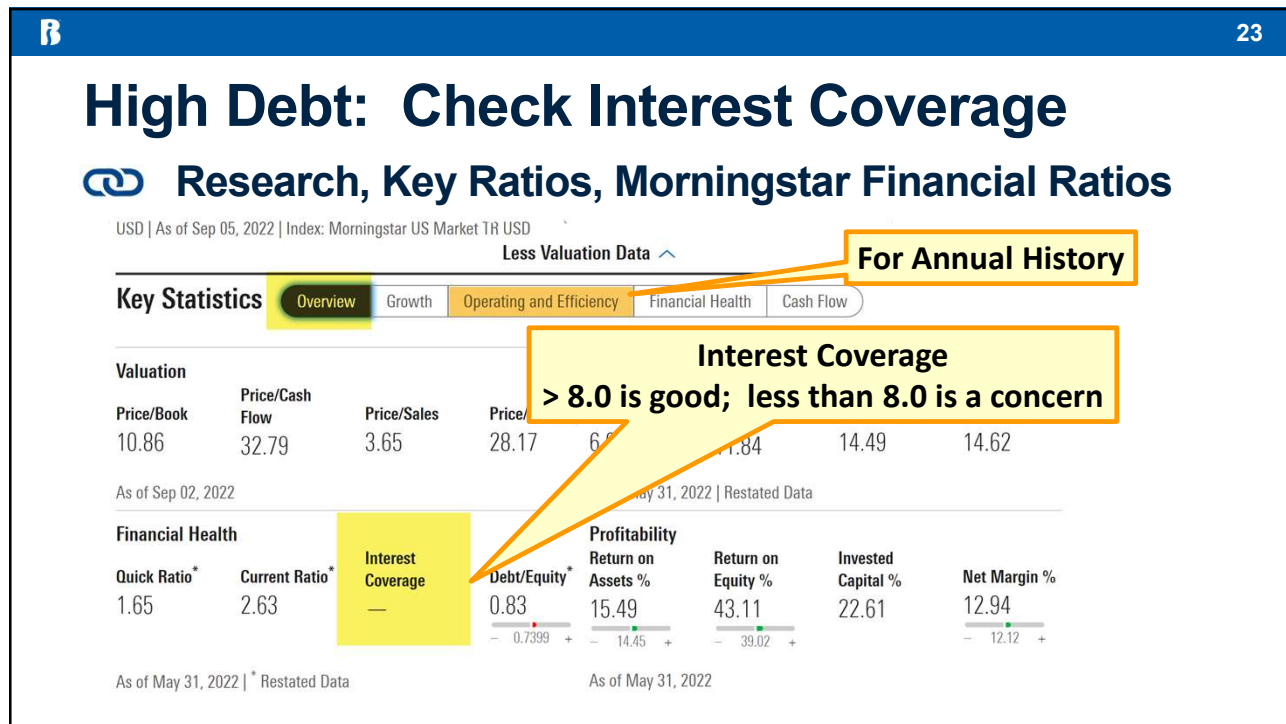 23
High Debt: Check Interest Coverage
Research, Key Ratios, Morningstar Financial Ratios
USD | As of Sep 05, 2022 | Index: Morningstar US Market TR USD
Less Valuation Data
For Annual History
Key Statistics Overview Growth Operating and Efficiency Financial Health Cash Flow
Interest Coverage
> 8.0 is good; less than 8.0 is a concern
Valuation
Price/Book Price/Cash Flow Price/Sales Price/
10.86 32.79 3.65 28.17 .84 14.49 14.62
As of Sep 02, 2022 May 31, 2022 | Restated Data
Financial Health Profitability
Quick Ratio* Current Ratio* Interest Coverage Debt/Equity* Return on Assets % Return on Equity % Invested Capital % Net Margin %
1.65 2.63 — 0.83 15.49 43.11 22.61 12.94
– 0.7399 + – 14.45 + – 39.02 + – 12.12 +
As of May 31, 2022 | * Restated Data As of May 31, 2022